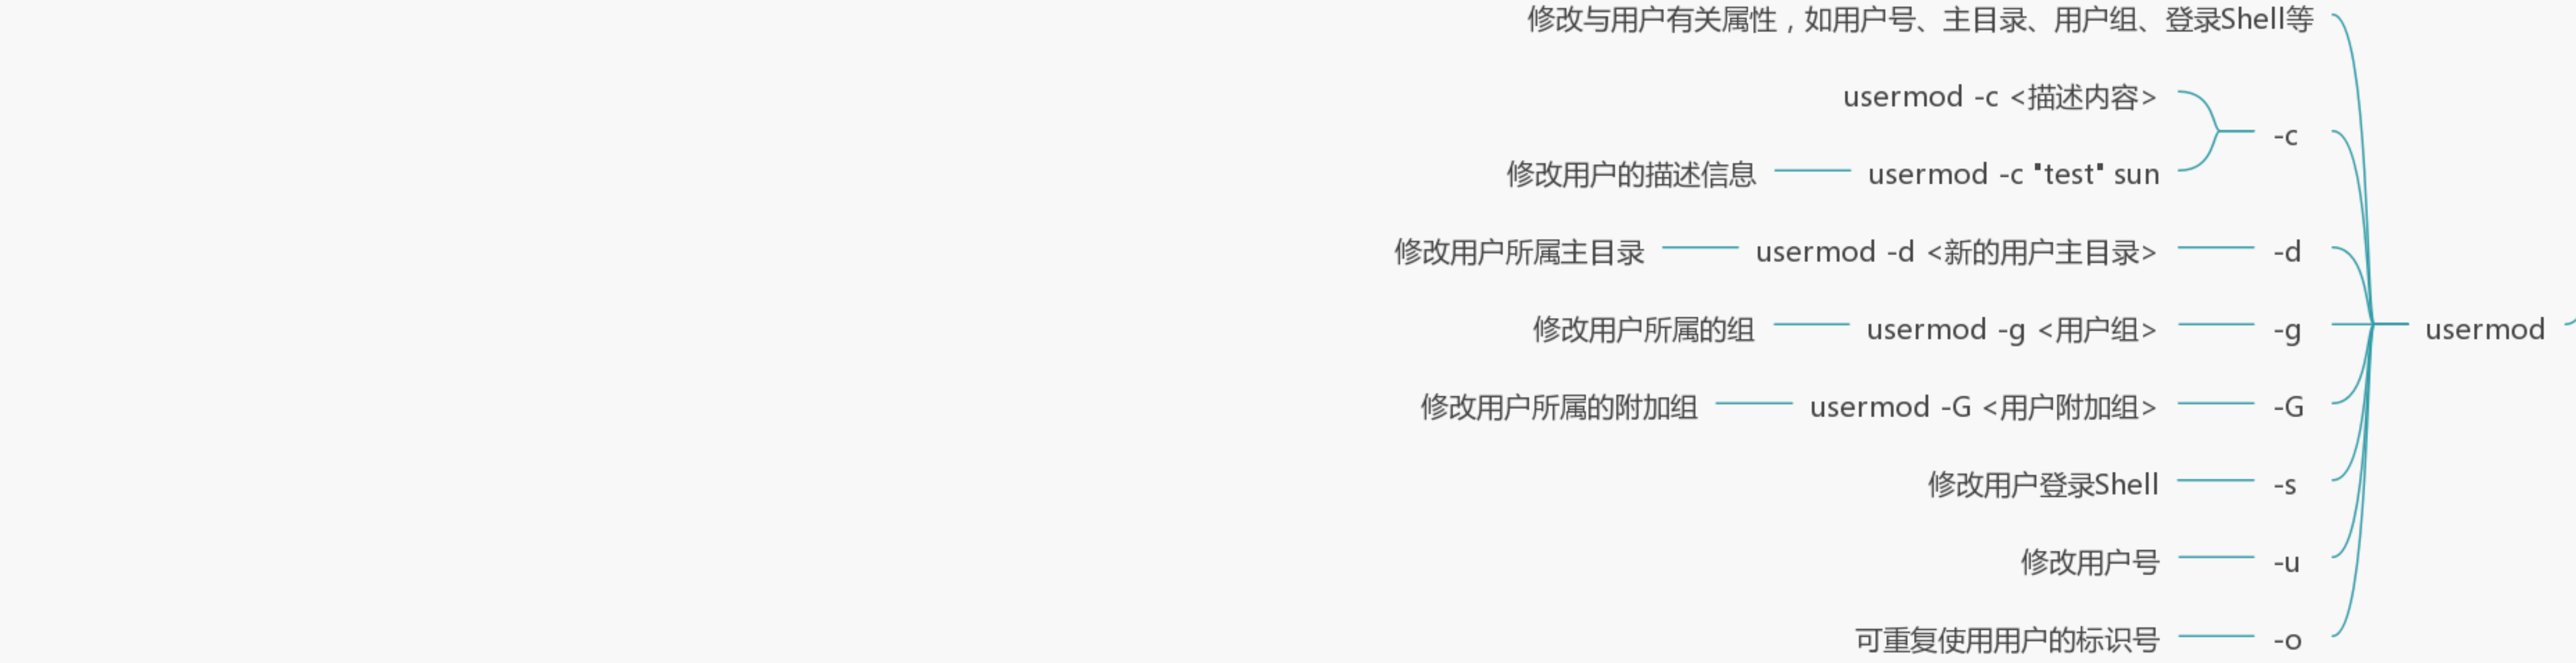 修改与用户有关属性，如用户号、主目录、用户组、登录Shell等
usermod -c <描述内容>
-c
修改用户的描述信息 usermod -c "test" sun
修改用户所属主目录 usermod -d <新的用户主目录> -d
修改用户所属的组 usermod -g <用户组> -g usermod
修改用户所属的附加组 usermod -G <用户附加组> -G
修改用户登录Shell -s
修改用户号 -u
可重复使用用户的标识号 -o